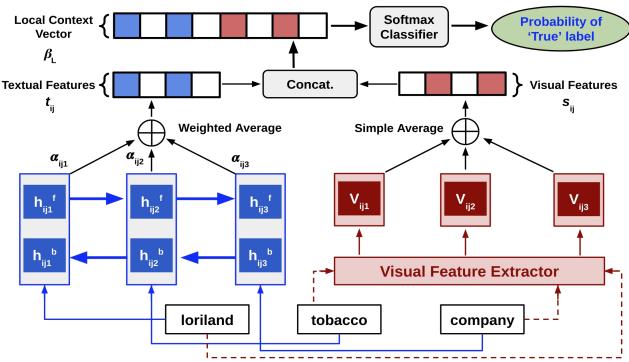 Local Context
Vector
β_L
Softmax
Classifier
Probability of
‘True’ label
Textual Features
t_ij
Concat.
Visual Features
s_ij
Weighted Average
Simple Average
α_ij1
α_ij2
α_ij3
h_ij1^f
h_ij2^f
h_ij3^f
V_ij1
V_ij2
V_ij3
h_ij1^b
h_ij2^b
h_ij3^b
Visual Feature Extractor
loriland
tobacco
company